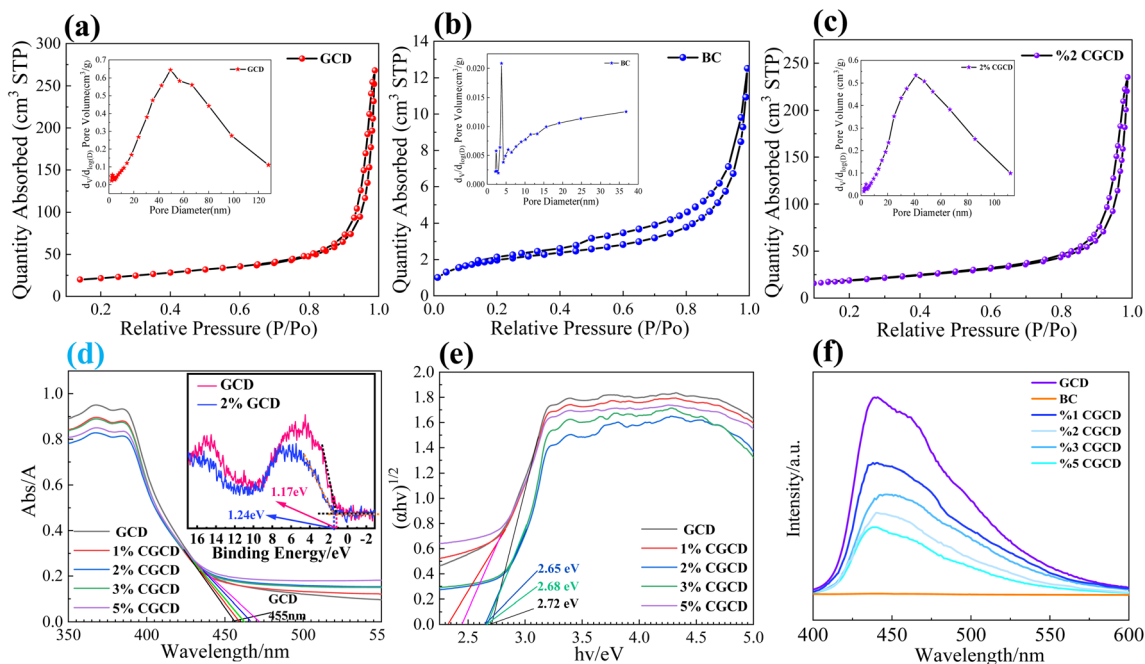 (a)
GCD
Quantity Absorbed (cm³ STP)
300
250
200
150
100
50
0
0.2 0.4 0.6 0.8 1.0
Relative Pressure (P/Po)
GCD
dV/dlog(D) Pore Volume(cm³/g)
0.7
0.6
0.5
0.4
0.3
0.2
0.1
0.0
0 20 40 60 80 100 120
Pore Diameter(nm)
(b)
BC
Quantity Absorbed (cm³ STP)
14
12
10
8
6
4
2
0
0.2 0.4 0.6 0.8 1.0
Relative Pressure (P/Po)
BC
dV/dlog(D) Pore Volume(cm³/g)
0.020
0.015
0.010
0.005
0.000
0 5 10 15 20 25 30 35 40
Pore Diameter(nm)
(c)
%2 CGCD
Quantity Absorbed (cm³ STP)
250
200
150
100
50
0
0.2 0.4 0.6 0.8 1.0
Relative Pressure (P/Po)
2% CGCD
dV/dlog(D) Pore Volume(cm³/g)
0.6
0.5
0.4
0.3
0.2
0.1
0.0
0 20 40 60 80 100
Pore Diameter(nm)
(d)
Abs/A
1.0
0.8
0.6
0.4
0.2
0.0
350 400 450 500 55
Wavelength/nm
GCD
1% CGCD
2% CGCD
3% CGCD
5% CGCD
GCD
455nm
GCD
2% GCD
1.17eV
1.24eV
16 14 12 10 8 6 4 2 0 -2
Binding Energy/eV
(e)
(αhv)1/2
2.0
1.8
1.6
1.4
1.2
1.0
0.8
0.6
0.4
0.2
0.0
2.5 3.0 3.5 4.0 4.5 5.0
hv/eV
GCD
1% CGCD
2% CGCD
3% CGCD
5% CGCD
2.65 eV
2.68 eV
2.72 eV
(f)
Intensity/a.u.
400 450 500 550 600
Wavelength/nm
GCD
BC
%1 CGCD
%2 CGCD
%3 CGCD
%5 CGCD